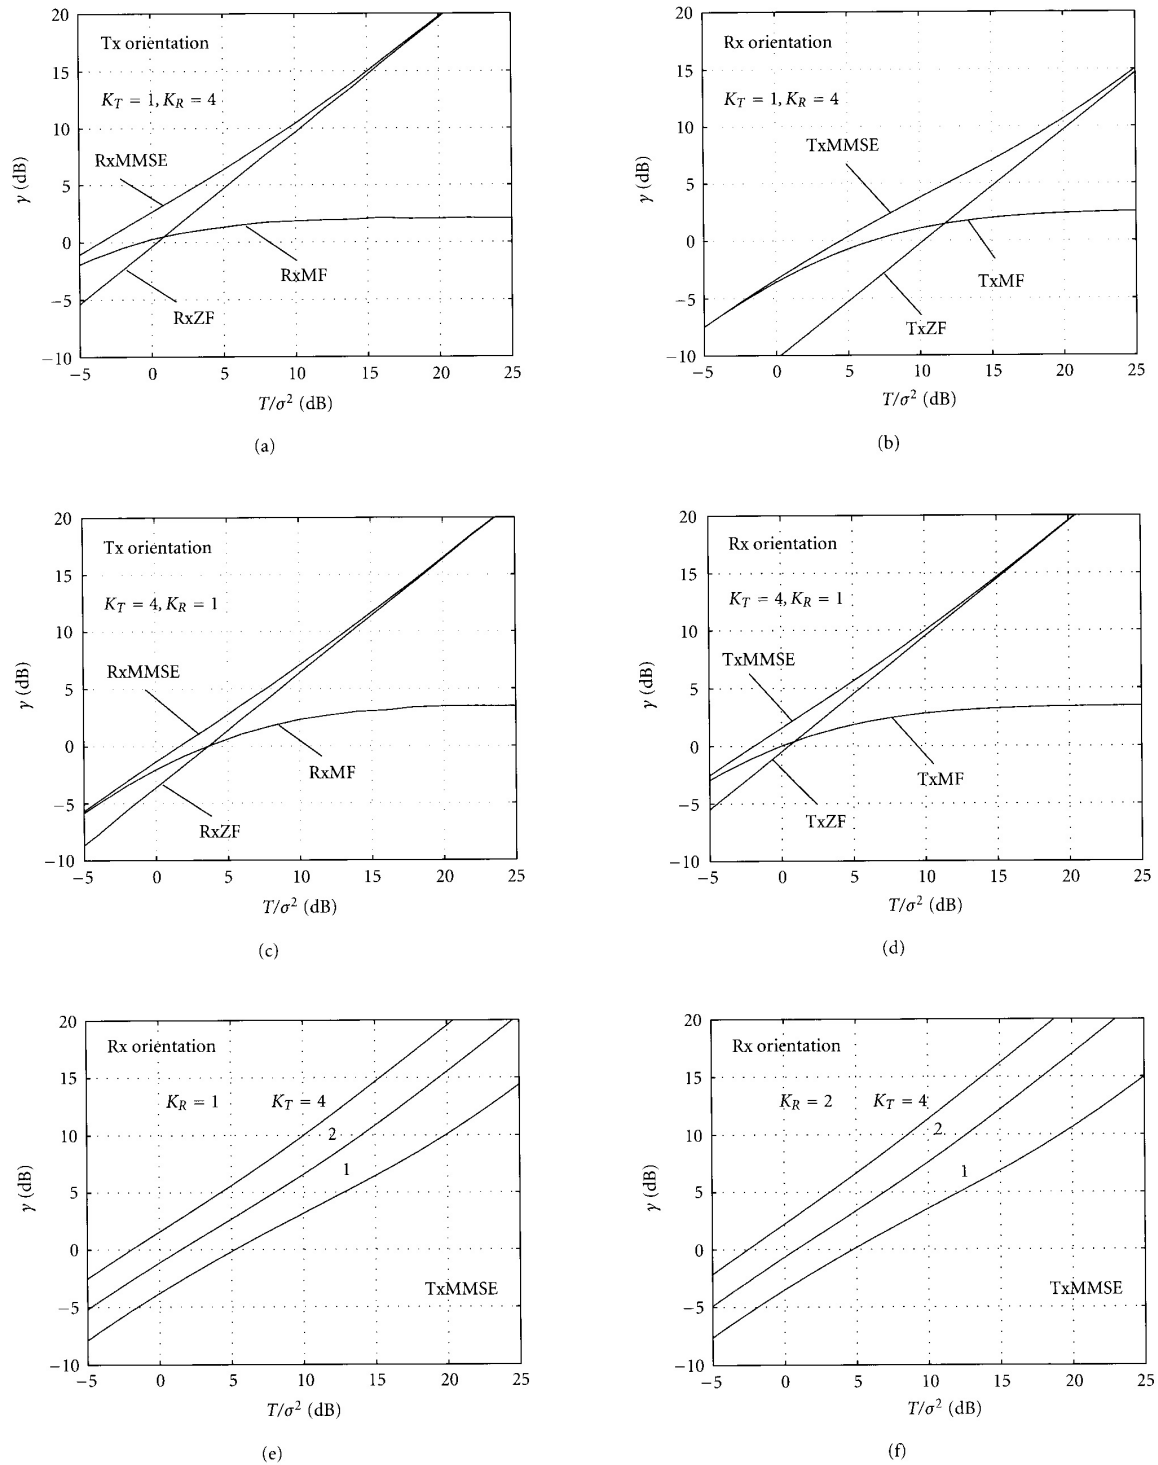 20
15
10
5
0
−5
−10
γ (dB)
Tx orientation
K_T = 1, K_R = 4
RxMMSE
RxMF
RxZF
−5 0 5 10 15 20 25
T/σ² (dB)
(a)
20
15
10
5
0
−5
−10
γ (dB)
Rx orientation
K_T = 1, K_R = 4
TxMMSE
TxMF
TxZF
−5 0 5 10 15 20 25
T/σ² (dB)
(b)
20
15
10
5
0
−5
−10
γ (dB)
Tx orientation
K_T = 4, K_R = 1
RxMMSE
RxMF
RxZF
−5 0 5 10 15 20 25
T/σ² (dB)
(c)
20
15
10
5
0
−5
−10
γ (dB)
Rx orientation
K_T = 4, K_R = 1
TxMMSE
TxMF
TxZF
−5 0 5 10 15 20 25
T/σ² (dB)
(d)
20
15
10
5
0
−5
−10
γ (dB)
Rx orientation
K_R = 1 K_T = 4
2
1
TxMMSE
−5 0 5 10 15 20 25
T/σ² (dB)
(e)
20
15
10
5
0
−5
−10
γ (dB)
Rx orientation
K_R = 2 K_T = 4
2
1
TxMMSE
−5 0 5 10 15 20 25
T/σ² (dB)
(f)